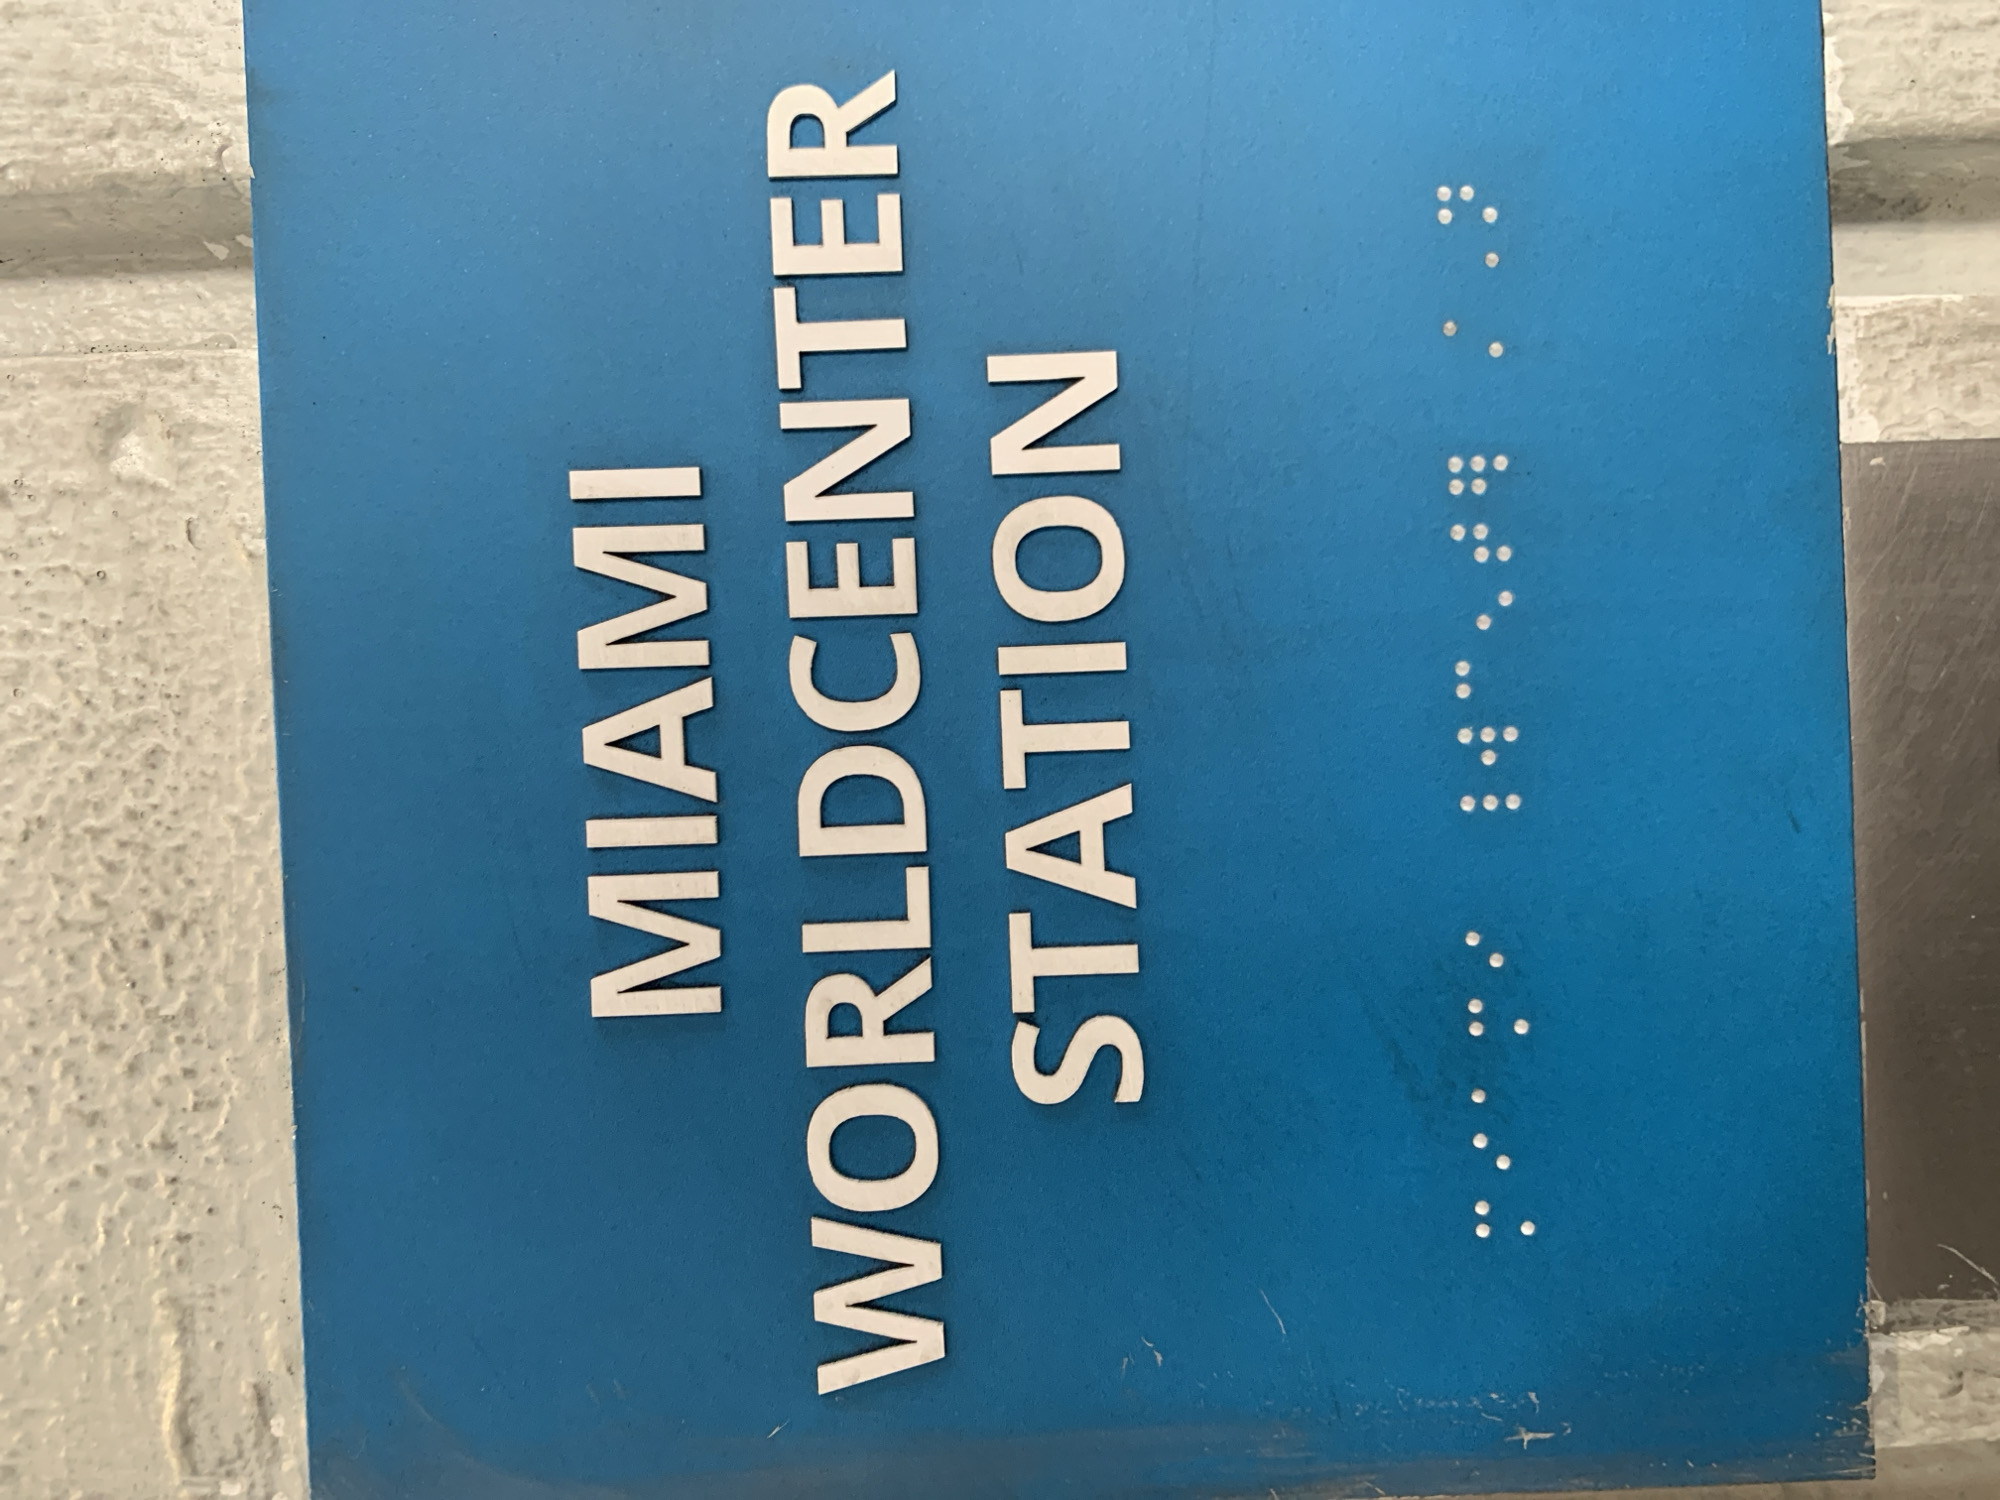 MIAMI
WORLDCENTER
STATION
⠍⠊⠁⠍⠊ ⠸⠺⠉⠢⠞⠻ ⠌⠠⠝